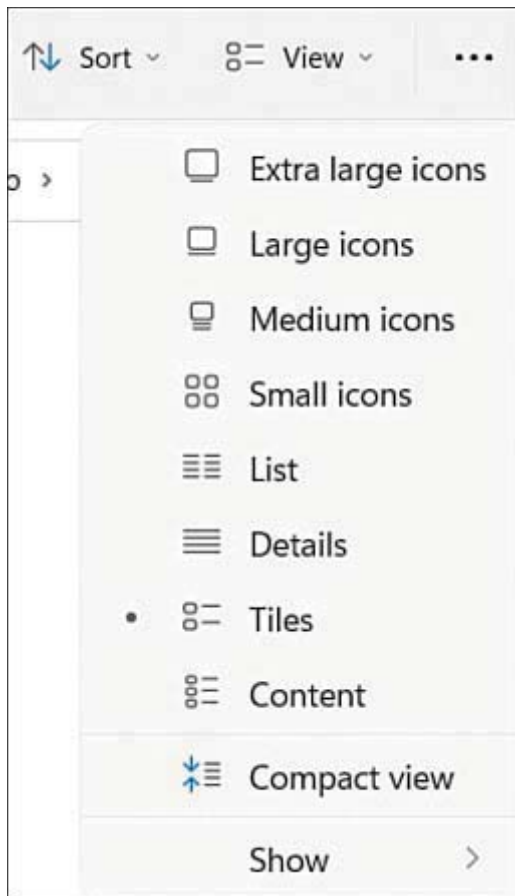 Sort View ...
o >
Extra large icons
Large icons
Medium icons
Small icons
List
Details
Tiles
Content
Compact view
Show >